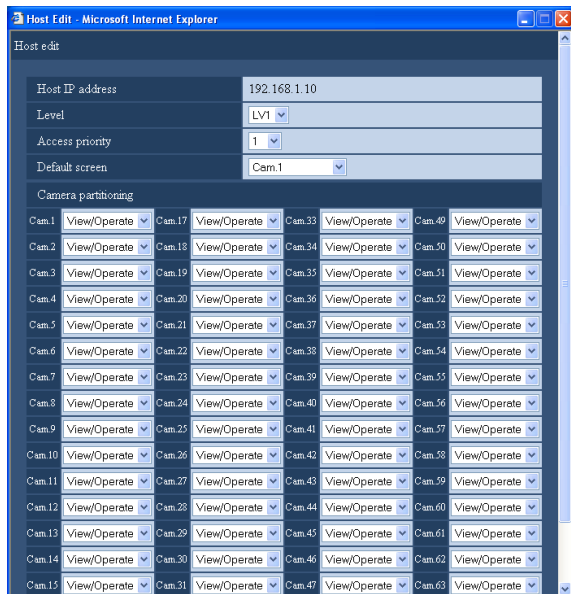 Host Edit - Microsoft Internet Explorer
Host edit
Host IP address 192.168.1.10
Level LV1
Access priority 1
Default screen Cam.1
Camera partitioning
Cam.1 View/Operate Cam.17 View/Operate Cam.33 View/Operate Cam.49 View/Operate
Cam.2 View/Operate Cam.18 View/Operate Cam.34 View/Operate Cam.50 View/Operate
Cam.3 View/Operate Cam.19 View/Operate Cam.35 View/Operate Cam.51 View/Operate
Cam.4 View/Operate Cam.20 View/Operate Cam.36 View/Operate Cam.52 View/Operate
Cam.5 View/Operate Cam.21 View/Operate Cam.37 View/Operate Cam.53 View/Operate
Cam.6 View/Operate Cam.22 View/Operate Cam.38 View/Operate Cam.54 View/Operate
Cam.7 View/Operate Cam.23 View/Operate Cam.39 View/Operate Cam.55 View/Operate
Cam.8 View/Operate Cam.24 View/Operate Cam.40 View/Operate Cam.56 View/Operate
Cam.9 View/Operate Cam.25 View/Operate Cam.41 View/Operate Cam.57 View/Operate
Cam.10 View/Operate Cam.26 View/Operate Cam.42 View/Operate Cam.58 View/Operate
Cam.11 View/Operate Cam.27 View/Operate Cam.43 View/Operate Cam.59 View/Operate
Cam.12 View/Operate Cam.28 View/Operate Cam.44 View/Operate Cam.60 View/Operate
Cam.13 View/Operate Cam.29 View/Operate Cam.45 View/Operate Cam.61 View/Operate
Cam.14 View/Operate Cam.30 View/Operate Cam.46 View/Operate Cam.62 View/Operate
Cam.15 View/Operate Cam.31 View/Operate Cam.47 View/Operate Cam.63 View/Operate